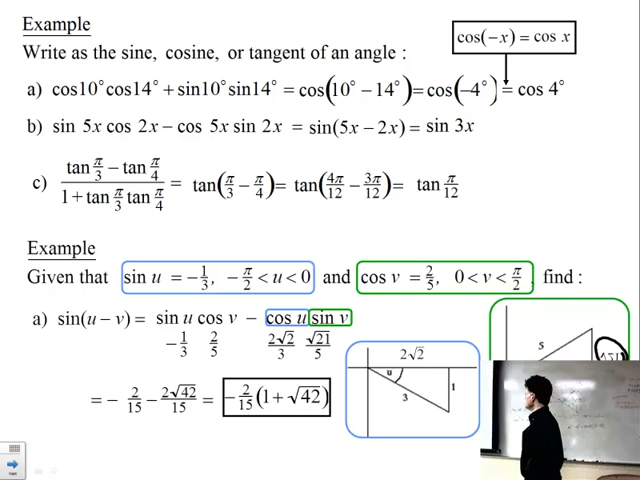 Example
cos(−x) = cos x
Write as the sine, cosine, or tangent of an angle :
a) cos10° cos14° + sin10° sin14° = cos(10° − 14°) = cos(−4°) = cos 4°
b) sin 5x cos 2x − cos 5x sin 2x = sin(5x − 2x) = sin 3x
c) (tan π/3 − tan π/4)/(1 + tan π/3 tan π/4) = tan(π/3 − π/4) = tan(4π/12 − 3π/12) = tan π/12
Example
Given that sin u = −1/3, −π/2 < u < 0 and cos v = 2/5, 0 < v < π/2, find :
a) sin(u − v) = sin u cos v − cos u sin v
−1/3 2/5 2√2/3 √21/5
= − 2/15 − 2√42/15 = −2/15 (1 + √42)
2√2
u
1
3
5